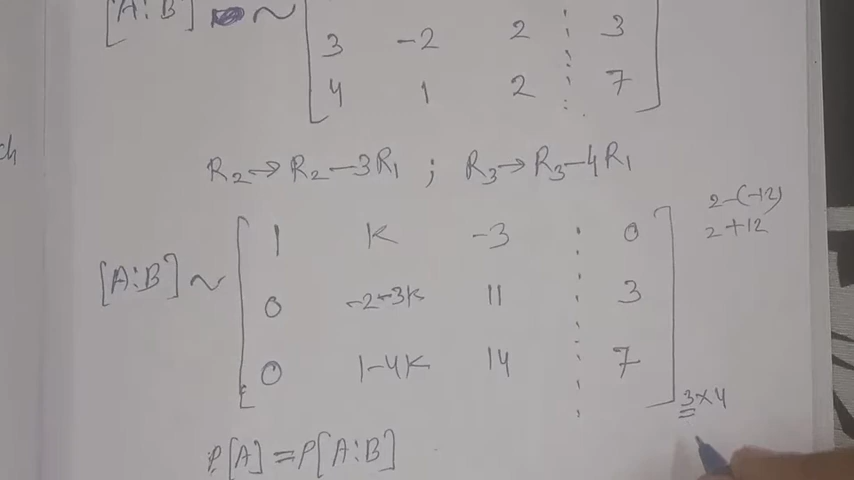 [A:B] ~
3 -2 2 : 3
4 1 2 : 7
ch
R₂→R₂-3R₁ ; R₃→R₃-4R₁
2-(-12)
2+12
[A:B] ~ [1 K -3 : 0
0 -2-3K 11 : 3
0 1-4K 14 : 7] 3×4
ρ[A] = ρ[A:B]